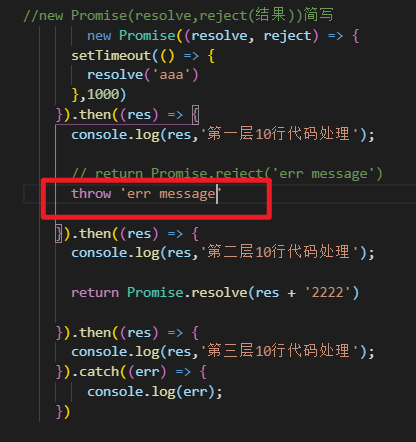 //new Promise(resolve,reject(结果))简写
new Promise((resolve, reject) => {
setTimeout(() => {
resolve('aaa')
},1000)
}).then((res) => {
console.log(res,'第一层10行代码处理');
// return Promise.reject('err message')
throw 'err message'
}).then((res) => {
console.log(res,'第二层10行代码处理');
return Promise.resolve(res + '2222')
}).then((res) => {
console.log(res,'第三层10行代码处理');
}).catch((err) => {
console.log(err);
})